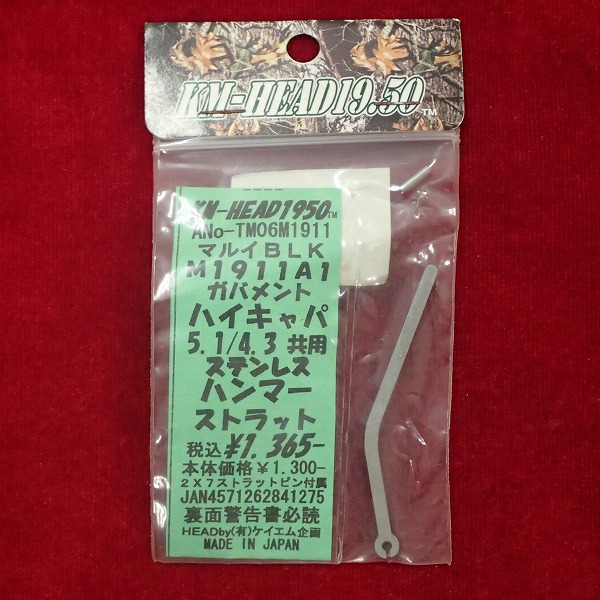 KM-HEAD19.50™
KM-HEAD1950™
ANo-TM06M1911
マルイBLK
M1911A1
ガバメント
ハイキャパ
5.1/4.3 共用
ステンレス
ハンマー
ストラット
税込¥1.365-
本体価格¥1.300-
2X7ストラットピン付属
JAN4571262841275
裏面警告書必読
HEADby(有)ケイエム企画
MADE IN JAPAN